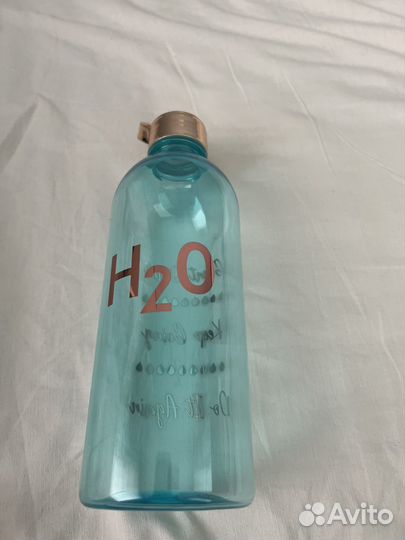 H2O
Keep Going
Do It Again
Avito